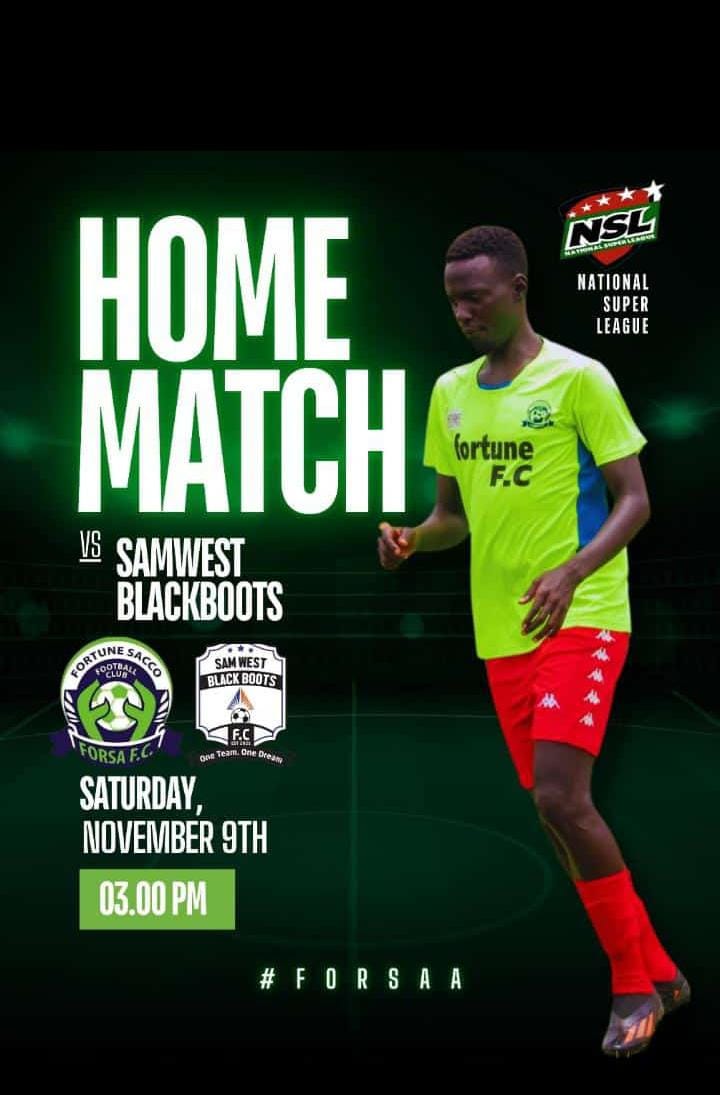 HOME
MATCH
VS SAMWEST
BLACKBOOTS
NSL
NATIONAL SUPER LEAGUE
NATIONAL
SUPER
LEAGUE
fortune
F.C
FORTUNE SACCO
FOOTBALL
CLUB
FORSA F.C.
SAM WEST
BLACK BOOTS
F.C
One Team. One Dream
SATURDAY,
NOVEMBER 9TH
03.00 PM
#FORSAA